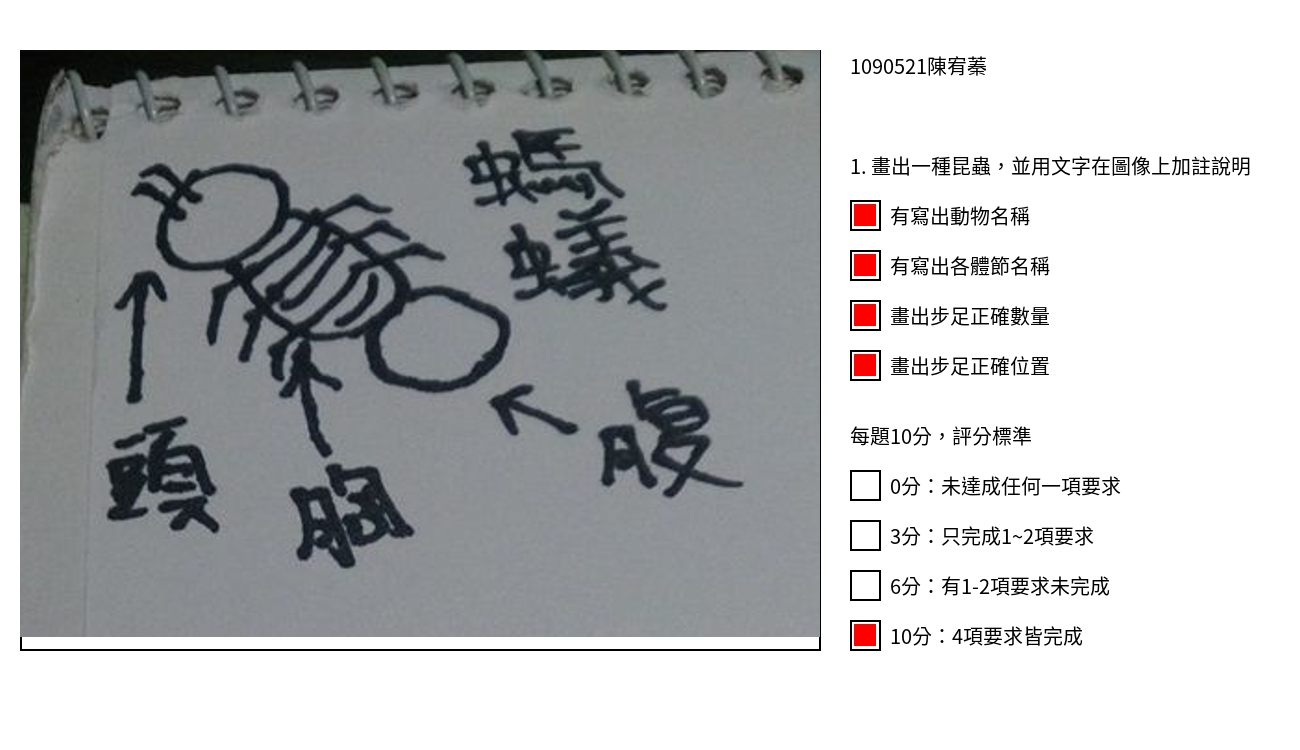 螞
蟻
頭
胸
腹
1090521陳宥蓁
1. 畫出一種昆蟲，並用文字在圖像上加註說明
有寫出動物名稱
有寫出各體節名稱
畫出步足正確數量
畫出步足正確位置
每題10分，評分標準
0分：未達成任何一項要求
3分：只完成1~2項要求
6分：有1-2項要求未完成
10分：4項要求皆完成